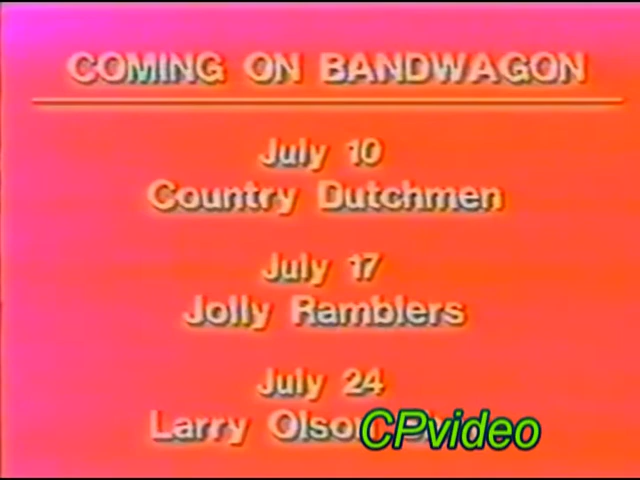 COMING ON BANDWAGON
July 10
Country Dutchmen
July 17
Jolly Ramblers
July 24
Larry
CPvideo